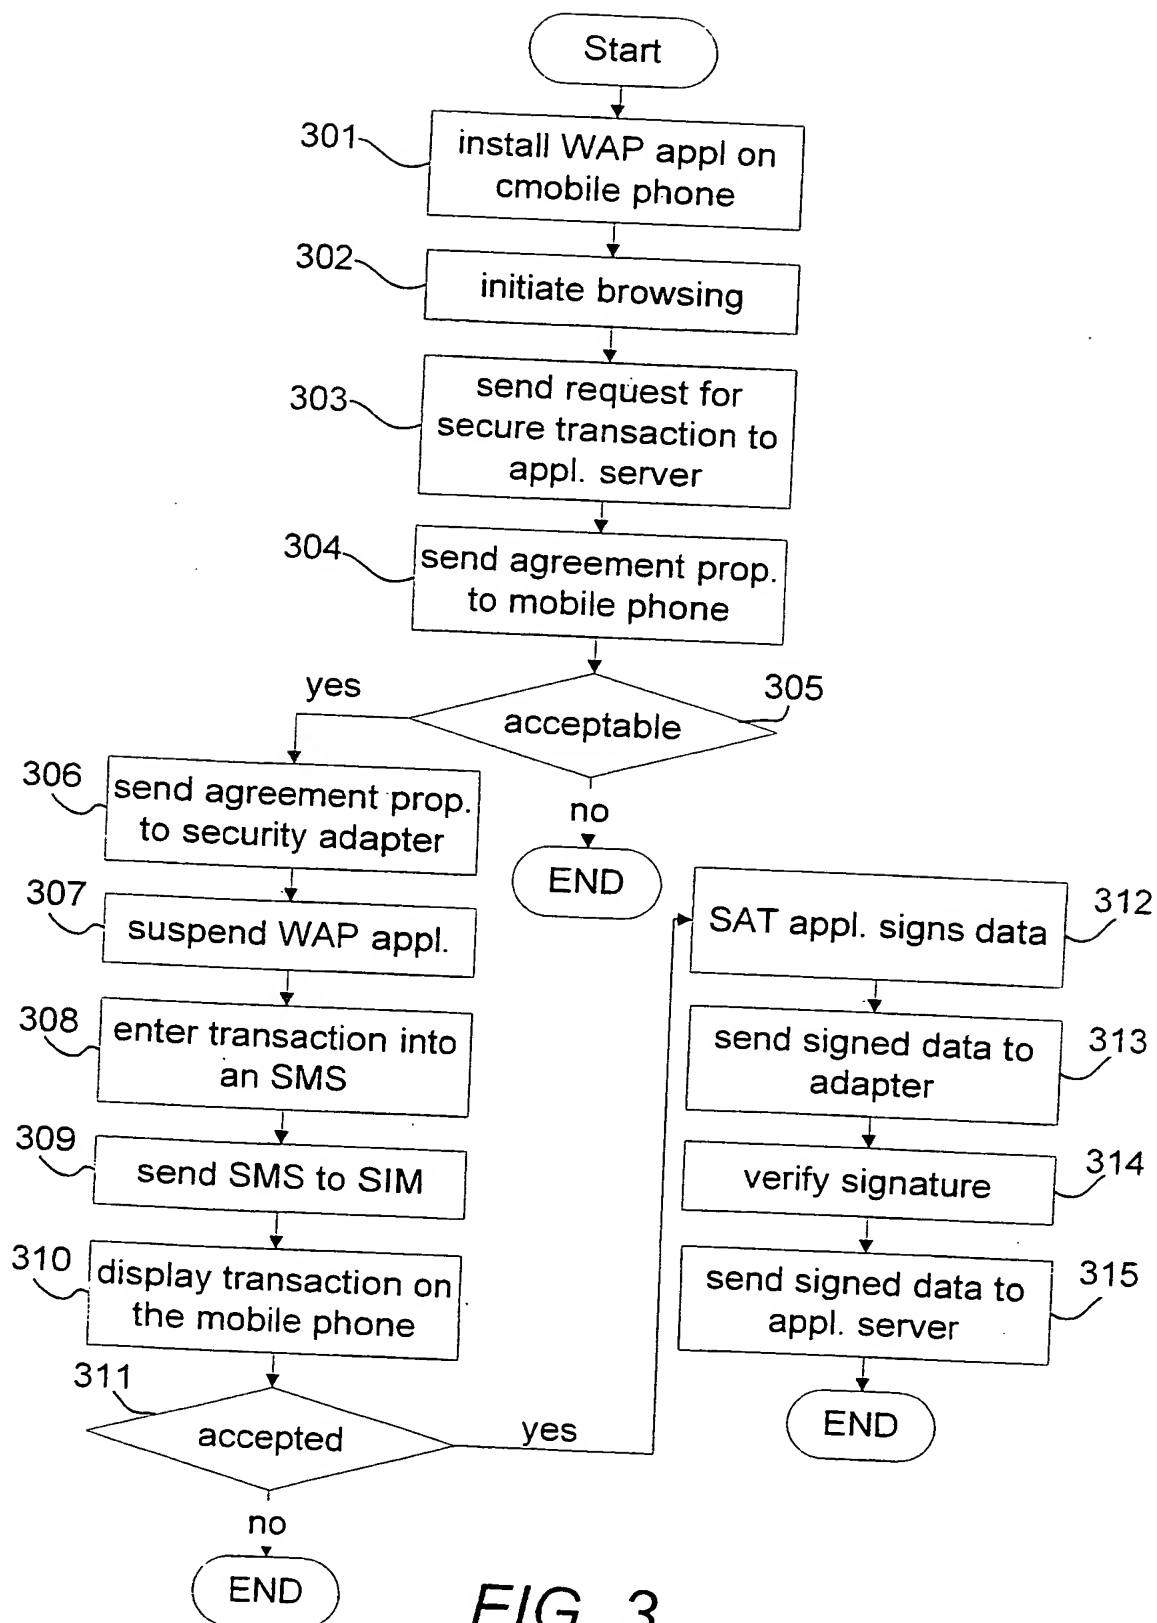 Start
301
install WAP appl on
cmobile phone
302
initiate browsing
303
send request for
secure transaction to
appl. server
304
send agreement prop.
to mobile phone
305
acceptable
yes
no
END
306
send agreement prop.
to security adapter
307
suspend WAP appl.
308
enter transaction into
an SMS
309
send SMS to SIM
310
display transaction on
the mobile phone
311
accepted
yes
no
END
312
SAT appl. signs data
313
send signed data to
adapter
314
verify signature
315
send signed data to
appl. server
END
FIG. 3